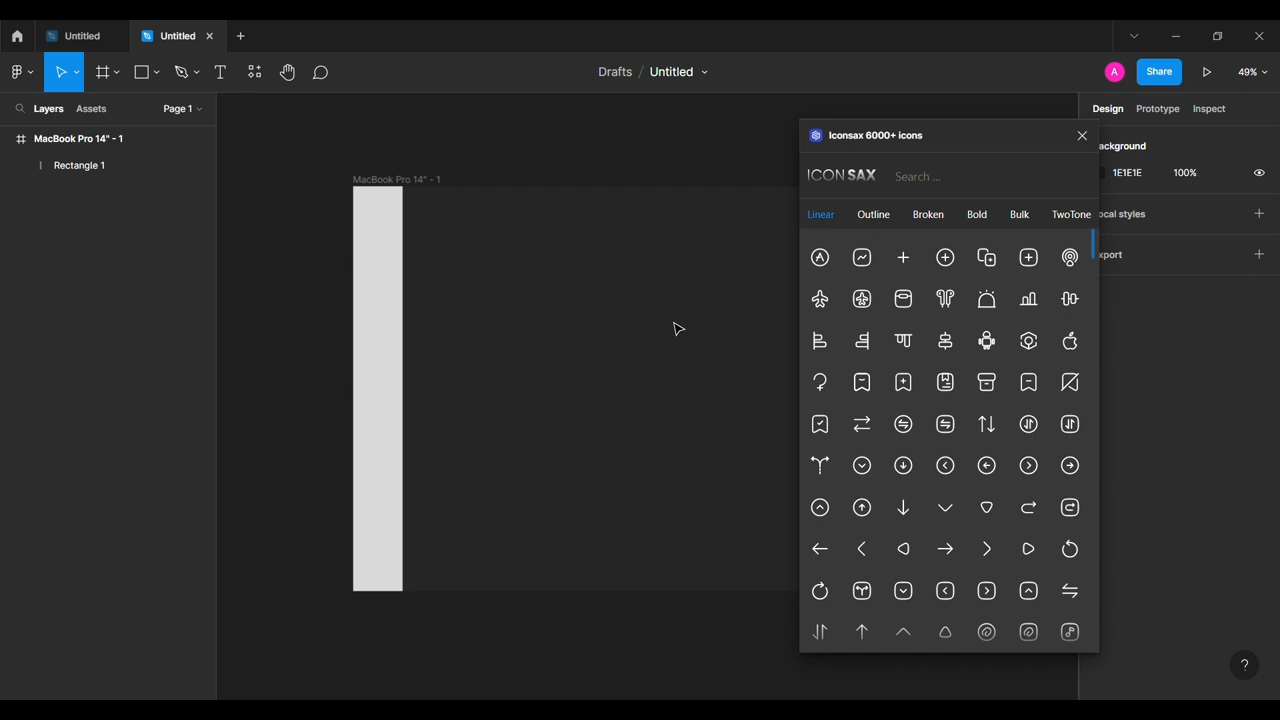 Untitled
Untitled
Drafts / Untitled
A
Share
49%
Layers
Assets
Page 1
Design
Prototype
Inspect
MacBook Pro 14" - 1
Rectangle 1
MacBook Pro 14" - 1
Iconsax 6000+ icons
ICONSAX
Search ...
Linear
Outline
Broken
Bold
Bulk
TwoTone
ackground
1E1E1E
100%
ocal styles
xport
?